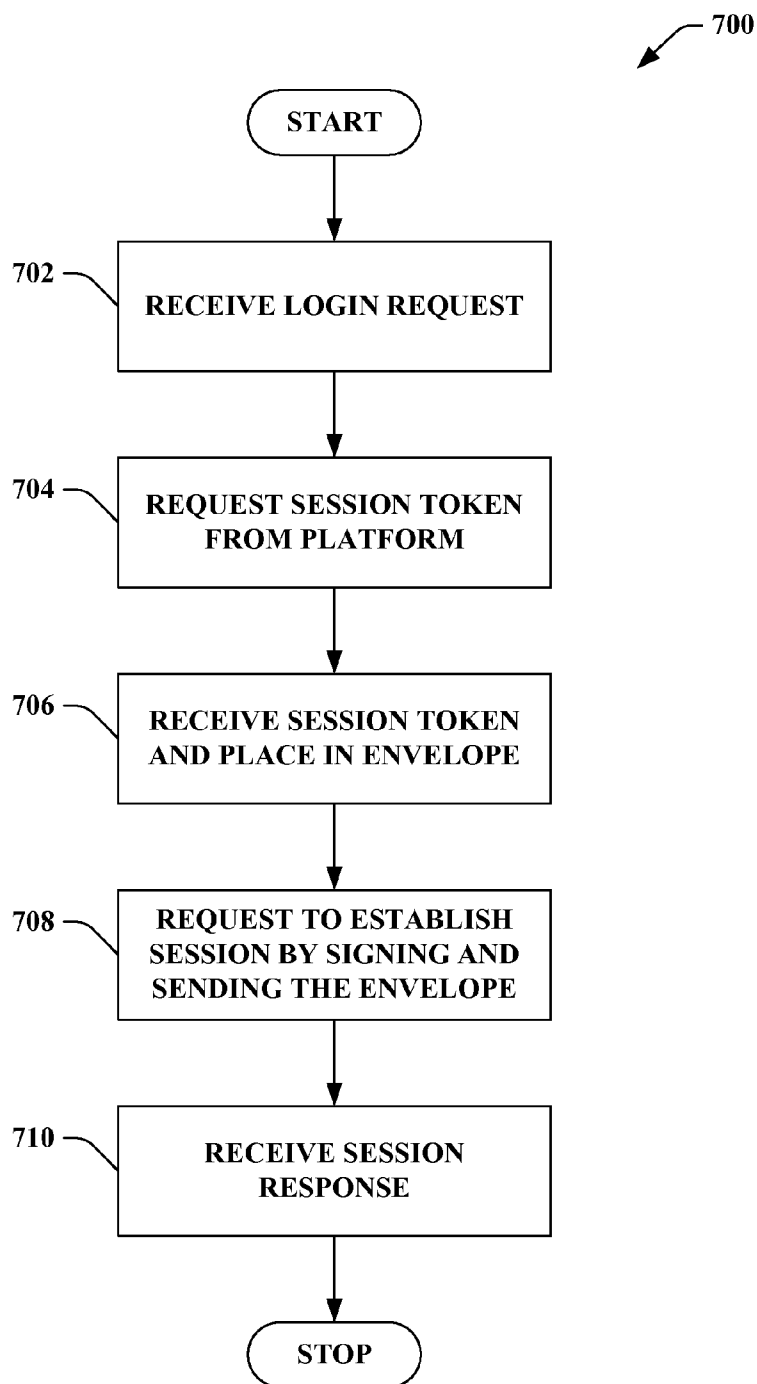 700
START
702
RECEIVE LOGIN REQUEST
704
REQUEST SESSION TOKEN
FROM PLATFORM
706
RECEIVE SESSION TOKEN
AND PLACE IN ENVELOPE
708
REQUEST TO ESTABLISH
SESSION BY SIGNING AND
SENDING THE ENVELOPE
710
RECEIVE SESSION
RESPONSE
STOP